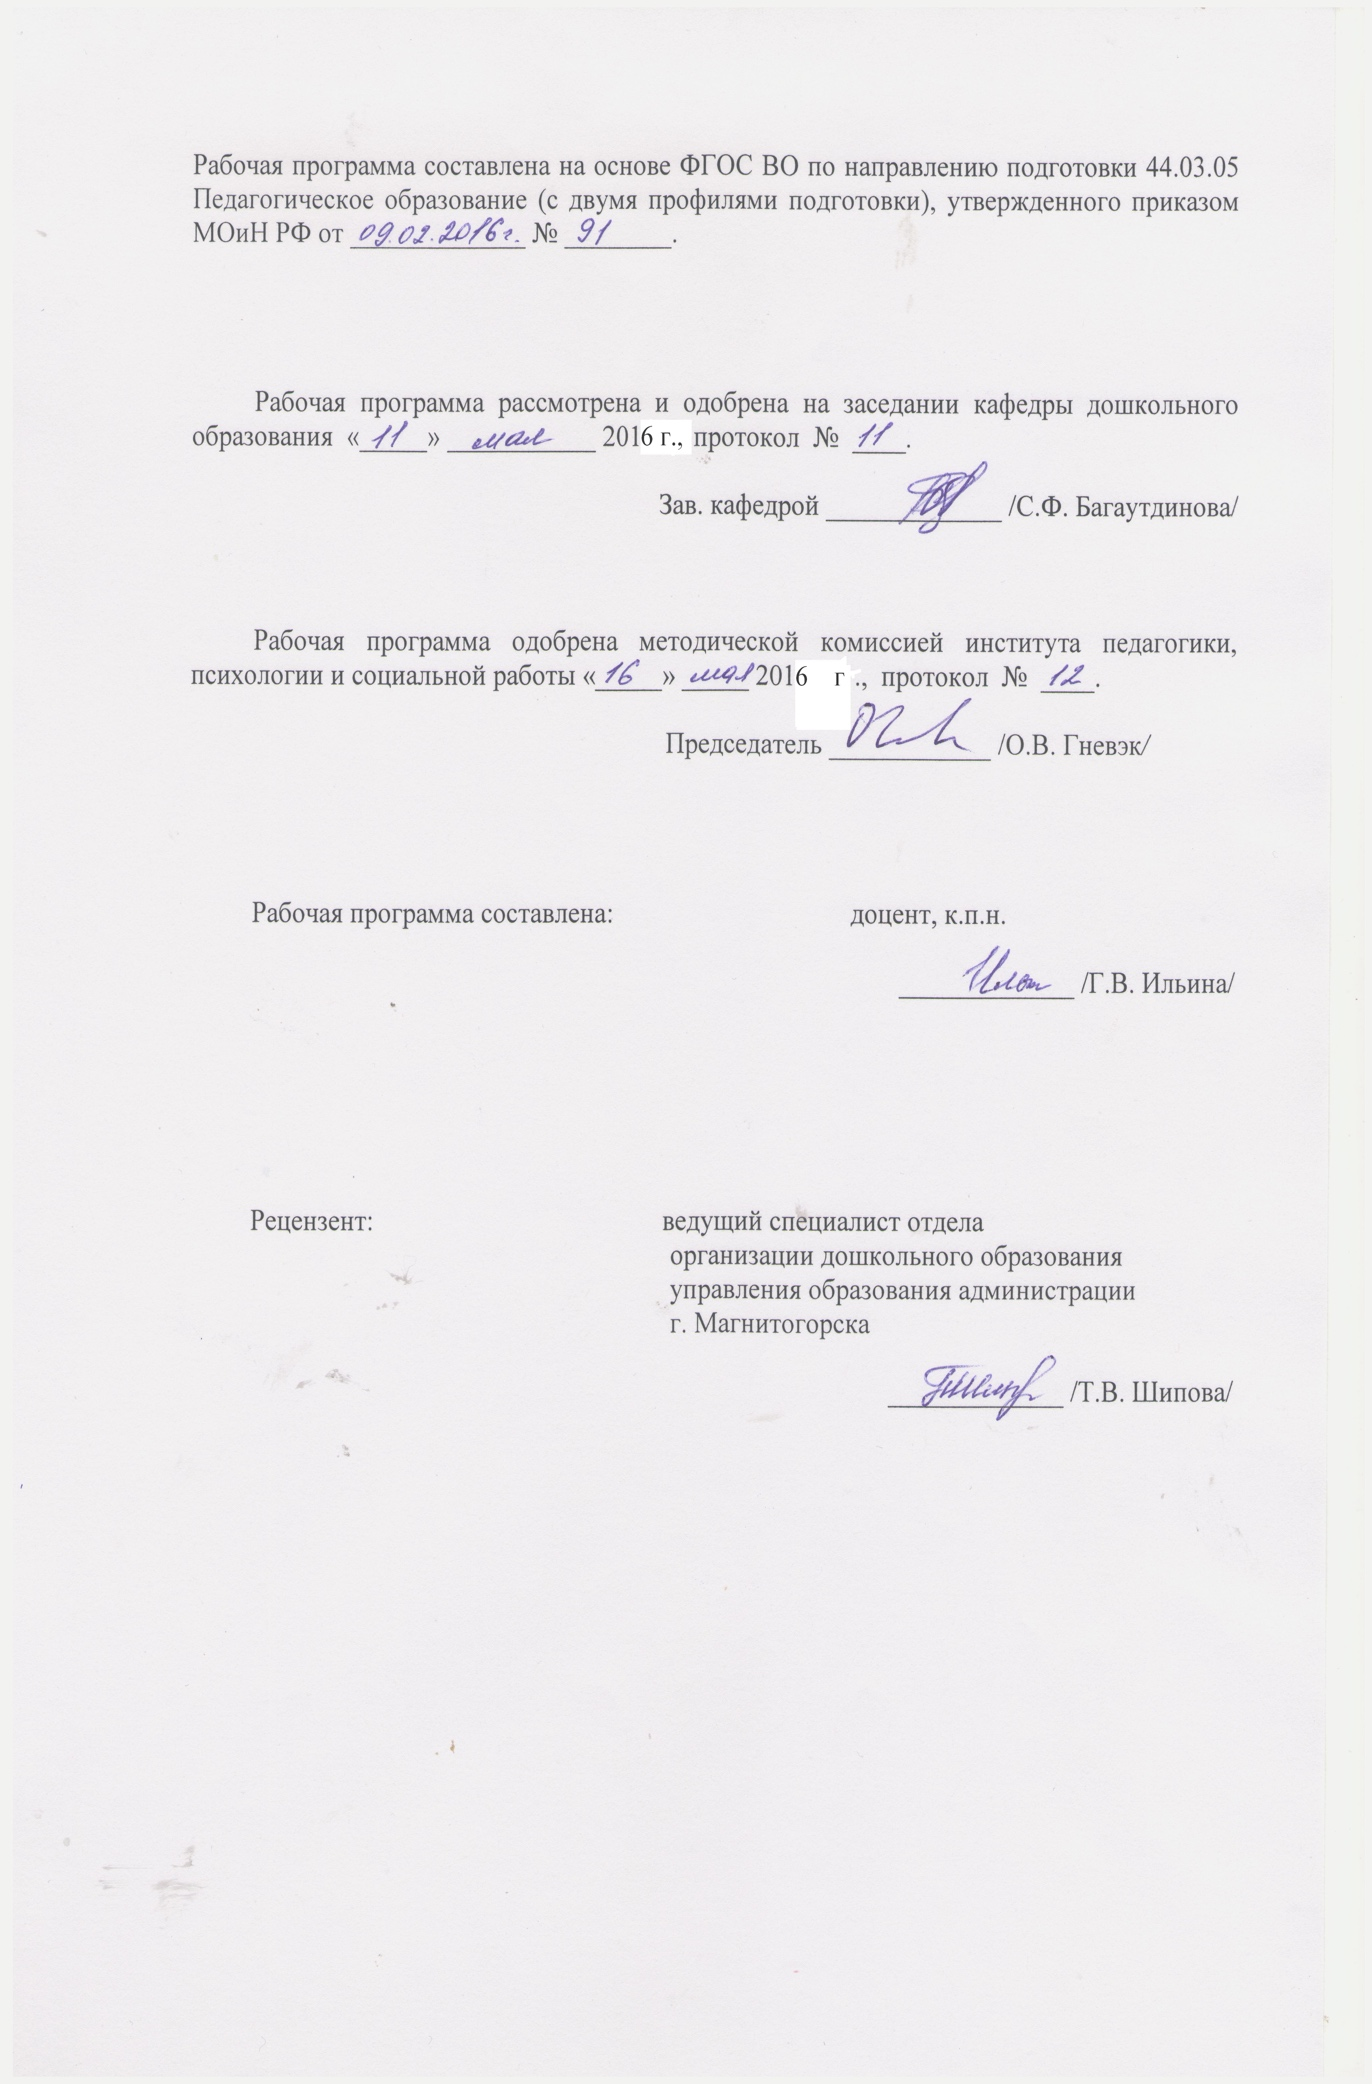 Рабочая программа составлена на основе ФГОС ВО по направлению подготовки 44.03.05
Педагогическое образование (с двумя профилями подготовки), утвержденного приказом
МОиН РФ от 09.02.2016г. № 91.
Рабочая программа рассмотрена и одобрена на заседании кафедры дошкольного
образования «11» мая 2016 г., протокол № 11.
Зав. кафедрой /С.Ф. Багаутдинова/
Рабочая программа одобрена методической комиссией института педагогики,
психологии и социальной работы «16» мая 2016 г ., протокол № 12.
Председатель /О.В. Гневэк/
Рабочая программа составлена: доцент, к.п.н.
/Г.В. Ильина/
Рецензент: ведущий специалист отдела
организации дошкольного образования
управления образования администрации
г. Магнитогорска
/Т.В. Шипова/